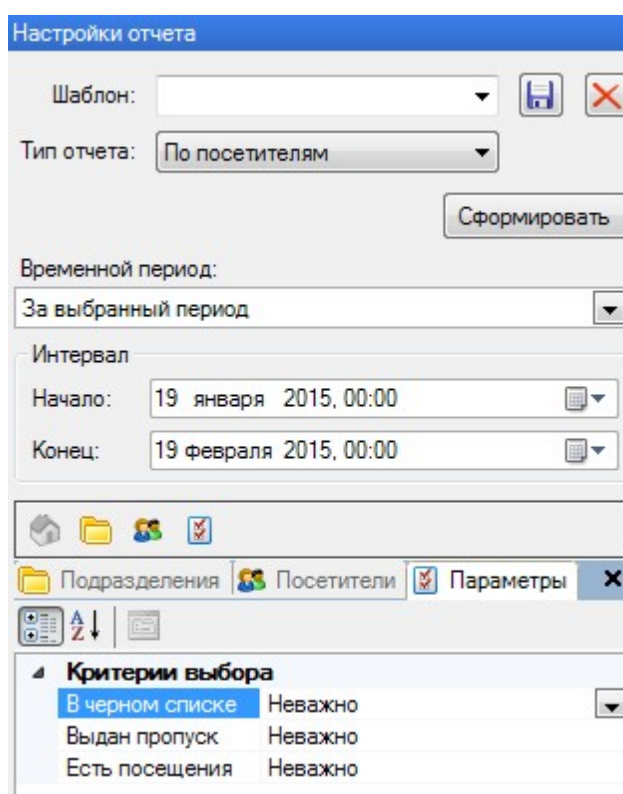 Настройки отчета
Шаблон:
Тип отчета: По посетителям
Сформировать
Временной период:
За выбранный период
Интервал
Начало: 19 января 2015, 00:00
Конец: 19 февраля 2015, 00:00
Подразделения Посетители Параметры
Критерии выбора
В черном списке Неважно
Выдан пропуск Неважно
Есть посещения Неважно